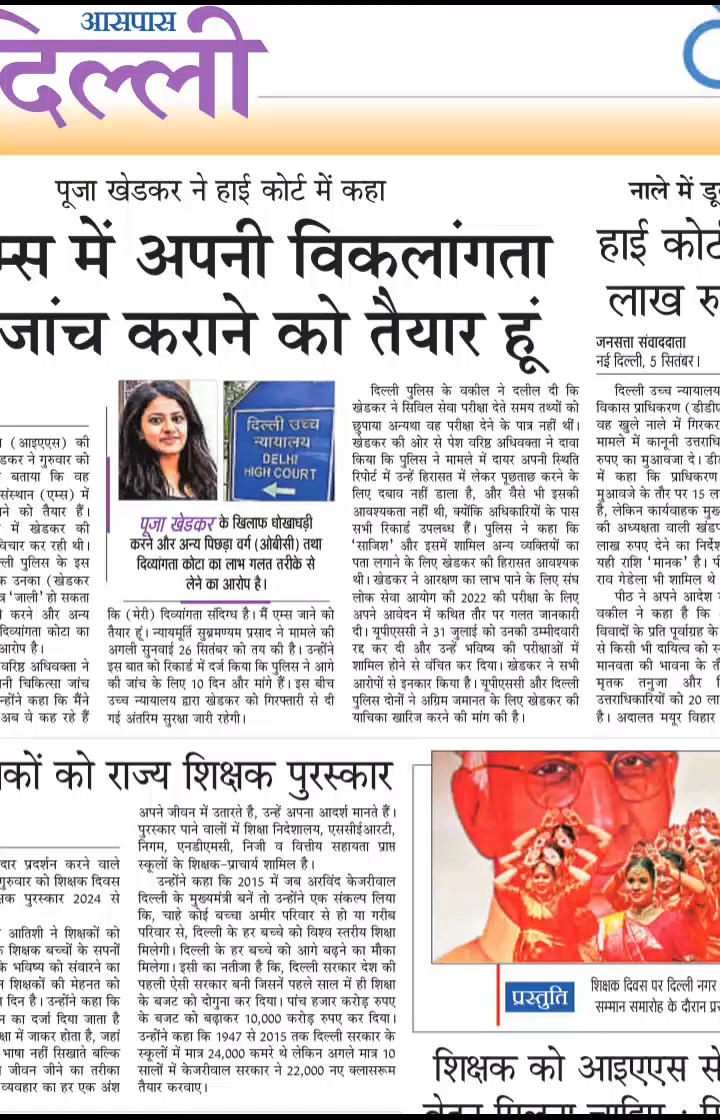 आसपास
दिल्ली
पूजा खेडकर ने हाई कोर्ट में कहा
में अपनी विकलांगता
जांच कराने को तैयार हूं
(आइएएस) की
ने गुरुवार को
बताया कि वह
संस्थान (एम्स) में
ने को तैयार हैं।
में खेडकर की
विचार कर रही थी।
पुलिस के इस
उनका (खेडकर
'जाली' हो सकता
करने और अन्य
दिव्यांगता कोटा का
आरोप है।
वरिष्ठ अधिवक्ता ने
चिकित्सा जांच
कहा कि मैंने
अब वे कह रहे हैं
दिल्ली उच्च
न्यायालय
DELHI
HIGH COURT
पूजा खेडकर के खिलाफ धोखाधड़ी
करने और अन्य पिछड़ा वर्ग (ओबीसी) तथा
दिव्यांगता कोटा का लाभ गलत तरीके से
लेने का आरोप है।
कि (मेरी) दिव्यांगता संदिग्ध है। मैं एम्स जाने को
तैयार हूं। न्यायमूर्ति सुब्रमण्यम प्रसाद ने मामले की
अगली सुनवाई 26 सितंबर को तय की है। उन्होंने
इस बात को रिकार्ड में दर्ज किया कि पुलिस ने आगे
की जांच के लिए 10 दिन और मांगे हैं। इस बीच
उच्च न्यायालय द्वारा खेडकर को गिरफ्तारी से दी
गई अंतरिम सुरक्षा जारी रहेगी।
दिल्ली पुलिस के वकील ने दलील दी कि
खेडकर ने सिविल सेवा परीक्षा देते समय तथ्यों को
छुपाया अन्यथा वह परीक्षा देने के पात्र नहीं थीं।
खेडकर की ओर से पेश वरिष्ठ अधिवक्ता ने दावा
किया कि पुलिस ने मामले में दायर अपनी स्थिति
रिपोर्ट में उन्हें हिरासत में लेकर पूछताछ करने के
लिए दबाव नहीं डाला है, और वैसे भी इसकी
आवश्यकता नहीं थी, क्योंकि अधिकारियों के पास
सभी रिकार्ड उपलब्ध हैं। पुलिस ने कहा कि
'साजिश' और इसमें शामिल अन्य व्यक्तियों का
पता लगाने के लिए खेडकर की हिरासत आवश्यक
थी। खेडकर ने आरक्षण का लाभ पाने के लिए संघ
लोक सेवा आयोग की 2022 की परीक्षा के लिए
अपने आवेदन में कथित तौर पर गलत जानकारी
दी। यूपीएससी ने 31 जुलाई को उनकी उम्मीदवारी
रद्द कर दी और उन्हें भविष्य की परीक्षाओं में
शामिल होने से वंचित कर दिया। खेडकर ने सभी
आरोपों से इनकार किया है। यूपीएससी और दिल्ली
पुलिस दोनों ने अग्रिम जमानत के लिए खेडकर की
याचिका खारिज करने की मांग की है।
नाले में
हाई
लाख
जनसत्ता संवाददाता
नई दिल्ली, 5 सितंबर।
दिल्ली उच्च न्यायालय
विकास प्राधिकरण
वह खुले नाले में गिरकर
मामले में कानूनी
रुपए का मुआवजा दे।
में कहा कि प्राधिकरण
मुआवजे के तौर पर 15
है, लेकिन कार्यवाहक
की अध्यक्षता वाली
लाख रुपए देने का
यही राशि 'मानक' है।
राव गेडेला भी शामिल थे
पीठ ने अपने आदेश
वकील ने कहा है कि
विवादों के प्रति पूर्वाग्रह के
से किसी भी दायित्व को
मानवता की भावना के
मृतक तनुजा और
उत्तराधिकारियों को 20
है। अदालत मयूर विहार
को राज्य शिक्षक पुरस्कार
प्रदर्शन करने वाले
गुरुवार को शिक्षक दिवस
पुरस्कार 2024 से
आतिशी ने शिक्षकों को
शिक्षक बच्चों के सपनों
के भविष्य को संवारने का
शिक्षकों की मेहनत को
दिन है। उन्होंने कहा कि
का दर्जा दिया जाता है
में जाकर होता है, जहां
भाषा नहीं सिखाते बल्कि
जीवन जीने का तरीका
व्यवहार का हर एक अंश
अपने जीवन में उतारते है, उन्हें अपना आदर्श मानते हैं।
पुरस्कार पाने वालों में शिक्षा निदेशालय, एससीईआरटी,
निगम, एनडीएमसी, निजी व वित्तीय सहायता प्राप्त
स्कूलों के शिक्षक-प्राचार्य शामिल है।
उन्होंने कहा कि 2015 में जब अरविंद केजरीवाल
दिल्ली के मुख्यमंत्री बनें तो उन्होंने एक संकल्प लिया
कि, चाहे कोई बच्चा अमीर परिवार से हो या गरीब
परिवार से, दिल्ली के हर बच्चे को विश्व स्तरीय शिक्षा
मिलेगी। दिल्ली के हर बच्चे को आगे बढ़ने का मौका
मिलेगा। इसी का नतीजा है कि, दिल्ली सरकार देश की
पहली ऐसी सरकार बनी जिसनें पहले साल में ही शिक्षा
के बजट को दोगुना कर दिया। पांच हजार करोड़ रुपए
के बजट को बढ़ाकर 10,000 करोड़ रुपए कर दिया।
उन्होंने कहा कि 1947 से 2015 तक दिल्ली सरकार के
स्कूलों में मात्र 24,000 कमरे थे लेकिन अगले मात्र 10
सालों में केजरीवाल सरकार ने 22,000 नए क्लासरूम
तैयार करवाए।
प्रस्तुति
शिक्षक दिवस पर दिल्ली नगर
सम्मान समारोह के दौरान
शिक्षक को आइएएस से